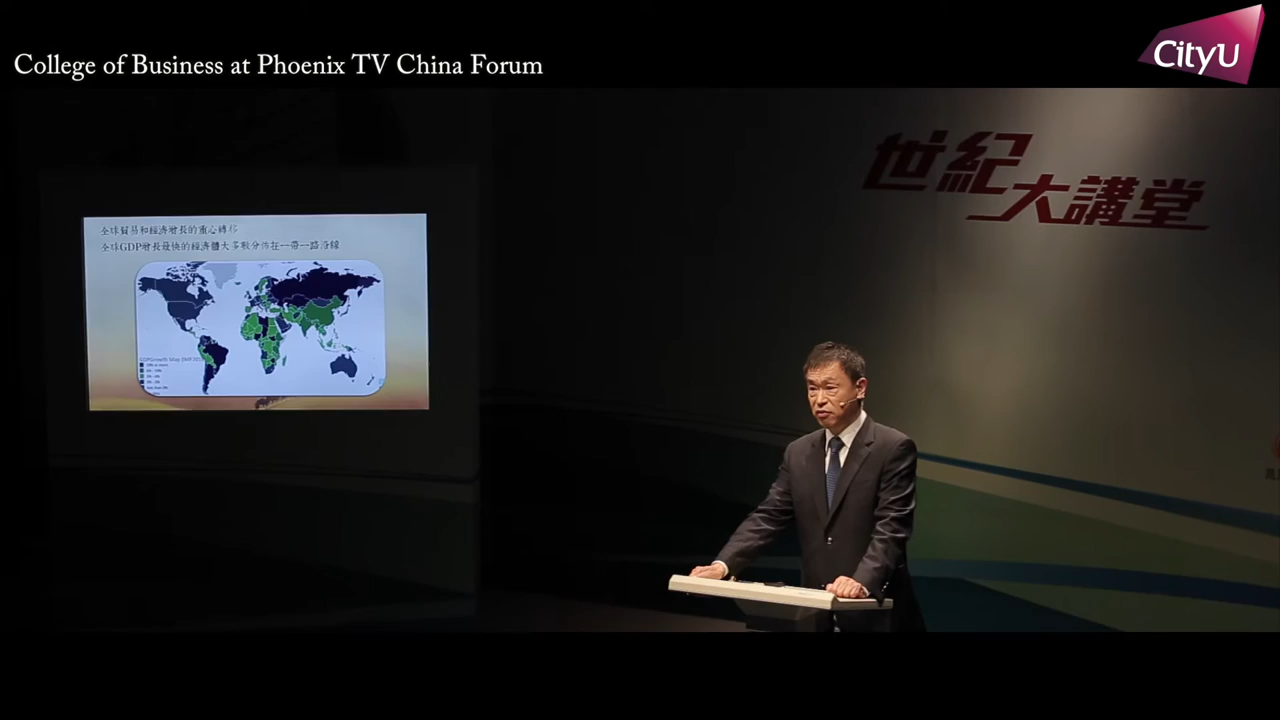 College of Business at Phoenix TV China Forum
CityU
世紀大講堂
全球貿易和經濟增長的重心轉移
全球GDP增長最快的經濟體大多數分佈在一帶一路沿線